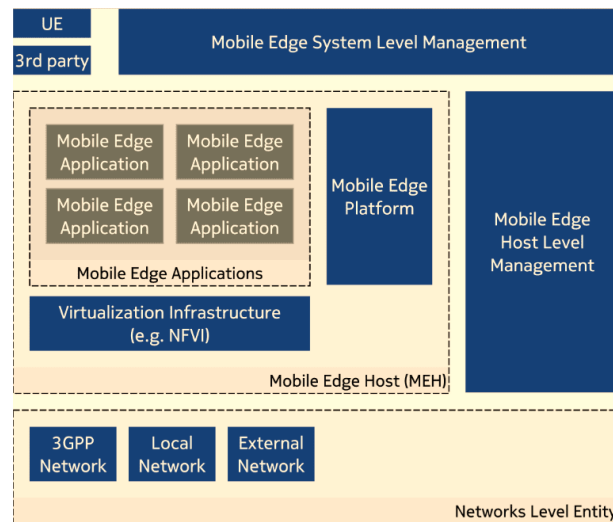 UE
3rd party
Mobile Edge System Level Management
Mobile Edge
Application
Mobile Edge
Application
Mobile Edge
Application
Mobile Edge
Application
Mobile Edge Applications
Mobile Edge
Platform
Virtualization Infrastructure
(e.g. NFVI)
Mobile Edge Host (MEH)
Mobile Edge
Host Level
Management
3GPP
Network
Local
Network
External
Network
Networks Level Entity